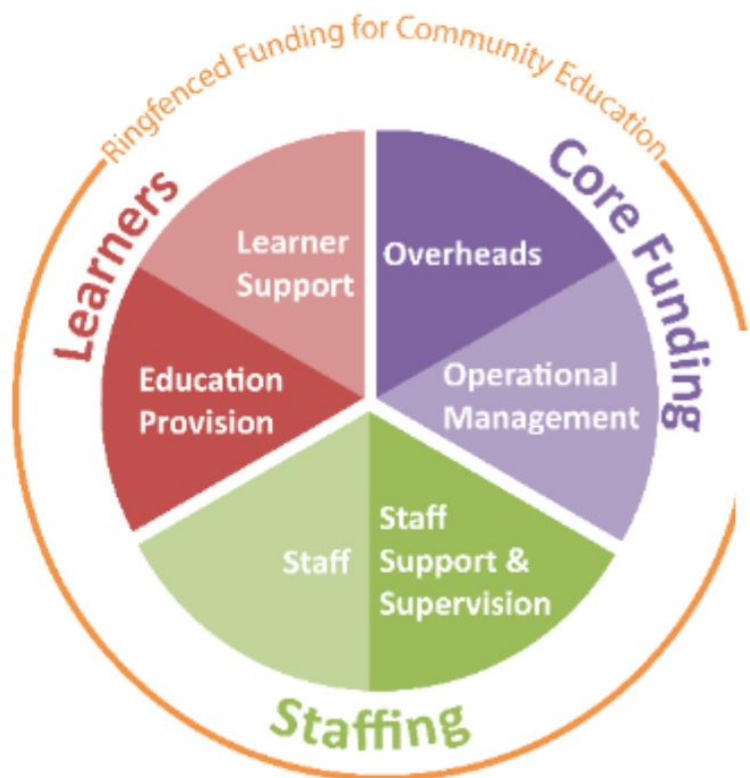 Ringfenced Funding for Community Education
Learners
Core Funding
Learner
Support
Overheads
Education
Provision
Operational
Management
Staff
Staff
Support &
Supervision
Staffing